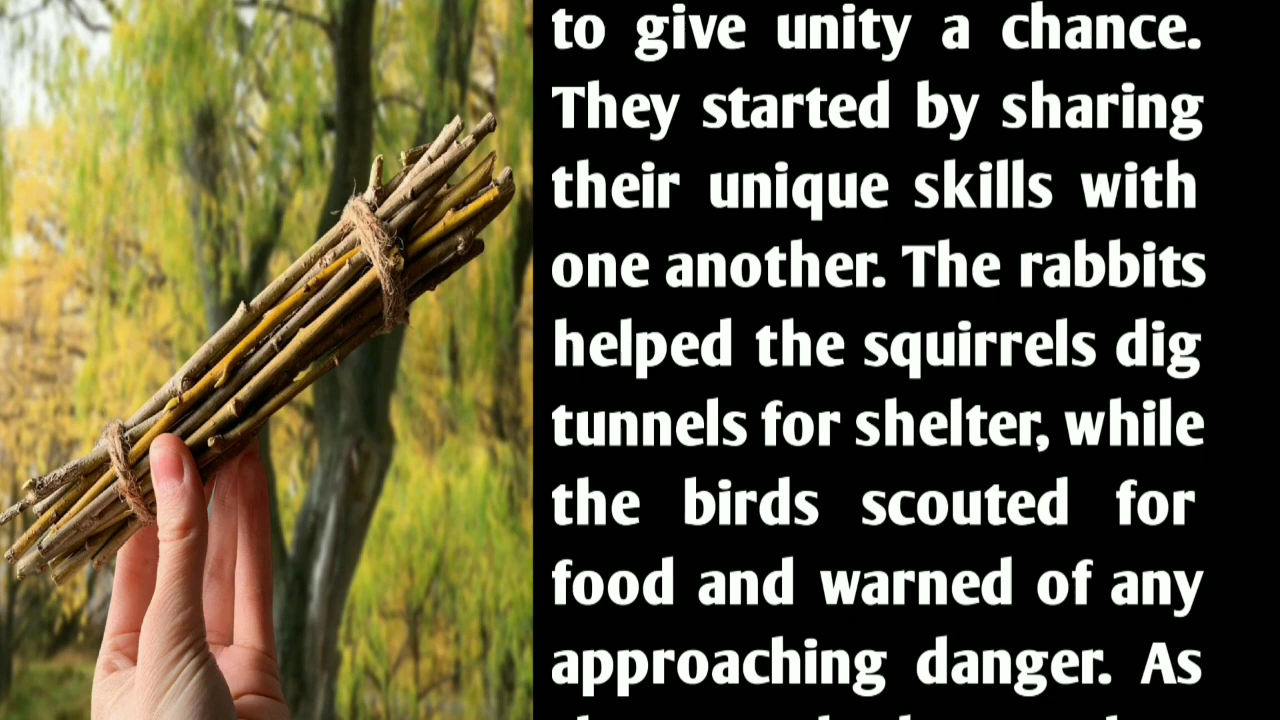 to give unity a chance.
They started by sharing
their unique skills with
one another. The rabbits
helped the squirrels dig
tunnels for shelter, while
the birds scouted for
food and warned of any
approaching danger. As